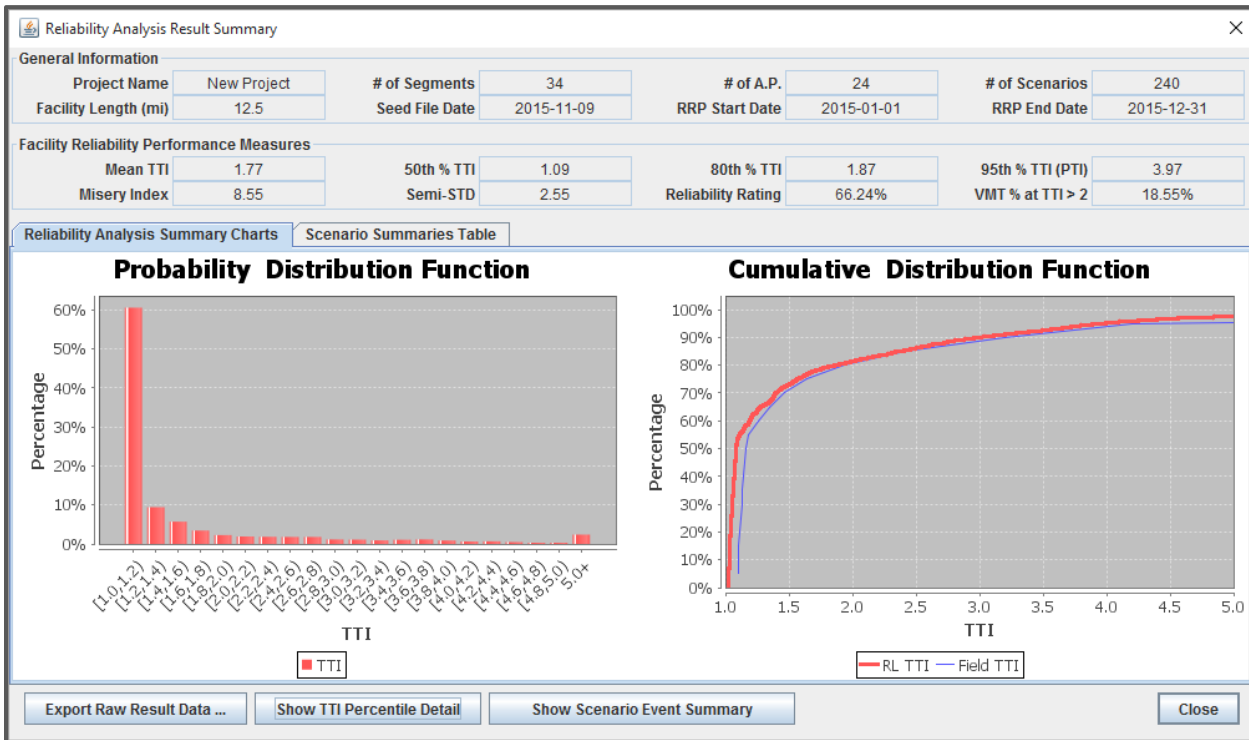 Reliability Analysis Result Summary
General Information
Project Name New Project # of Segments 34 # of A.P. 24 # of Scenarios 240
Facility Length (mi) 12.5 Seed File Date 2015-11-09 RRP Start Date 2015-01-01 RRP End Date 2015-12-31
Facility Reliability Performance Measures
Mean TTI 1.77 50th % TTI 1.09 80th % TTI 1.87 95th % TTI (PTI) 3.97
Misery Index 8.55 Semi-STD 2.55 Reliability Rating 66.24% VMT % at TTI > 2 18.55%
Reliability Analysis Summary Charts Scenario Summaries Table
Probability Distribution Function
60%
50%
40%
30%
20%
10%
0%
Percentage
[1.0,1.2) [1.2,1.4) [1.4,1.6) [1.6,1.8) [1.8,2.0) [2.0,2.2) [2.2,2.4) [2.4,2.6) [2.6,2.8) [2.8,3.0) [3.0,3.2) [3.2,3.4) [3.4,3.6) [3.6,3.8) [3.8,4.0) [4.0,4.2) [4.2,4.4) [4.4,4.6) [4.6,4.8) [4.8,5.0) 5.0+
TTI
TTI
Cumulative Distribution Function
100%
90%
80%
70%
60%
50%
40%
30%
20%
10%
0%
Percentage
1.0 1.5 2.0 2.5 3.0 3.5 4.0 4.5 5.0
TTI
RL TTI Field TTI
Export Raw Result Data ... Show TTI Percentile Detail Show Scenario Event Summary Close